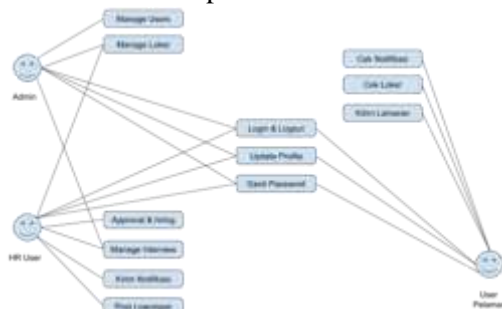 Manage Users
Manage Loker
Admin
Cek Notifikasi
Cek Loker
Kirim Lamaran
Login & Logout
Update Profile
Send Password
HR User
Approval & hiring
Manage Interview
Kirim Notifikasi
User
Pelamar